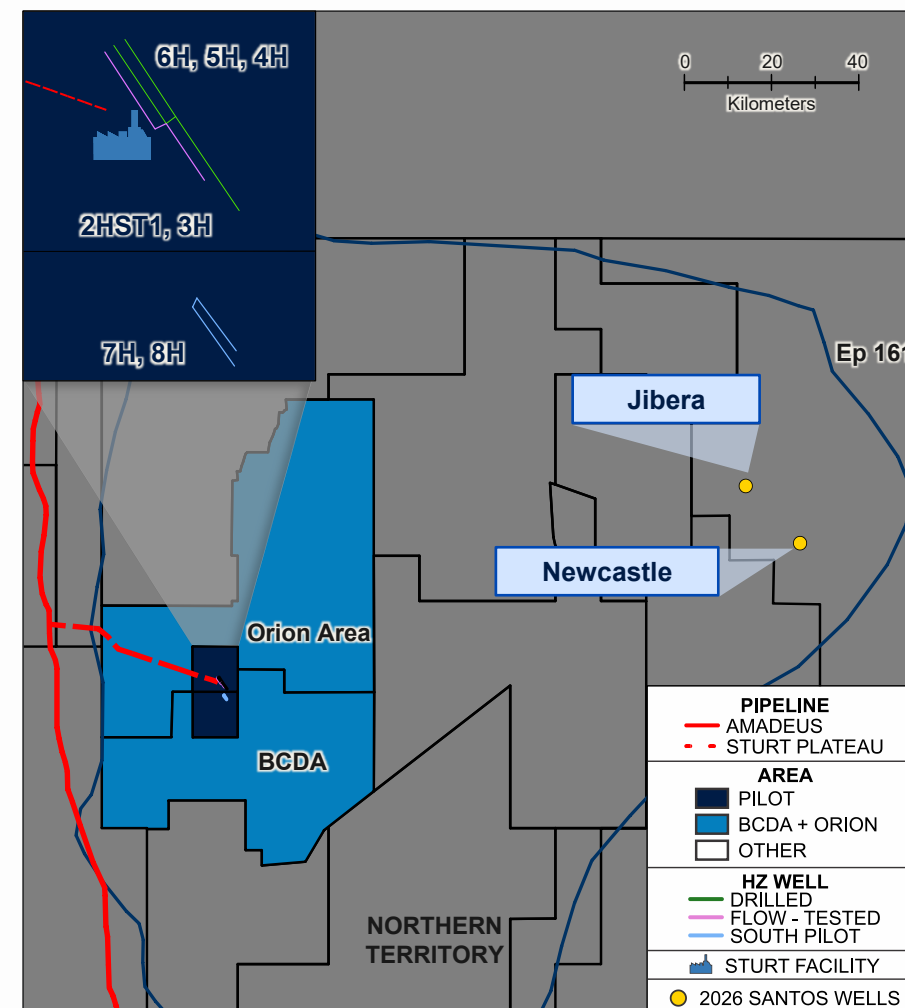 6H, 5H, 4H
2HST1, 3H
7H, 8H
0 20 40
Kilometers
Ep 161
Jibera
Newcastle
Orion Area
BCDA
NORTHERN
TERRITORY
PIPELINE
AMADEUS
STURT PLATEAU
AREA
PILOT
BCDA + ORION
OTHER
HZ WELL
DRILLED
FLOW - TESTED
SOUTH PILOT
STURT FACILITY
2026 SANTOS WELLS